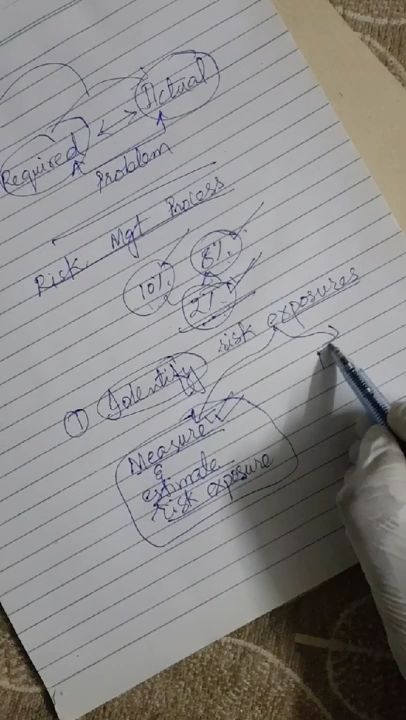 Required <-> Actual
Problem
Risk Mgt Process
10% 8%
2%
① Identify risk exposures
Measure
&
estimate
risk exposure